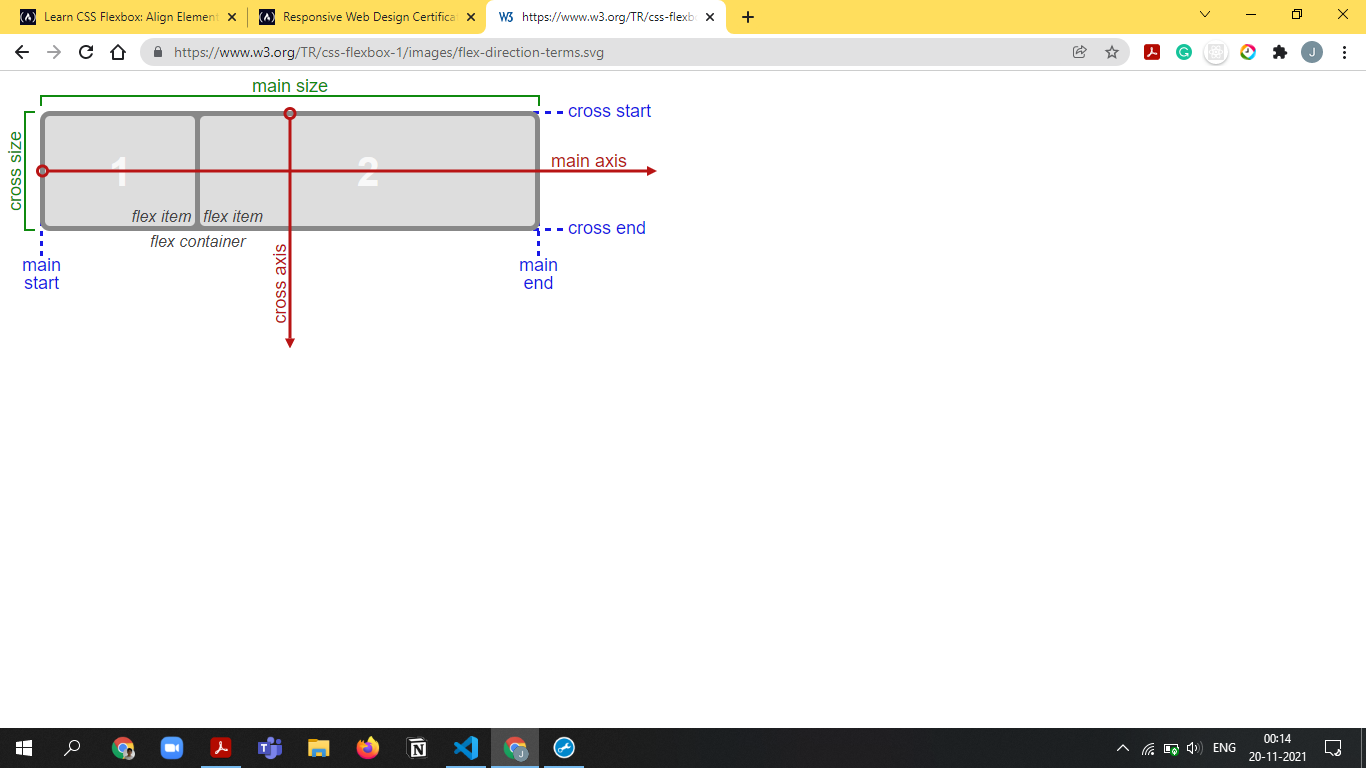 Learn CSS Flexbox: Align Element
Responsive Web Design Certifica
W3 https://www.w3.org/TR/css-flexb
https://www.w3.org/TR/css-flexbox-1/images/flex-direction-terms.svg
J
main size
cross start
cross size
main axis
1
2
flex item
flex item
flex container
cross end
main
start
cross axis
main
end
J
ENG
00:14
20-11-2021